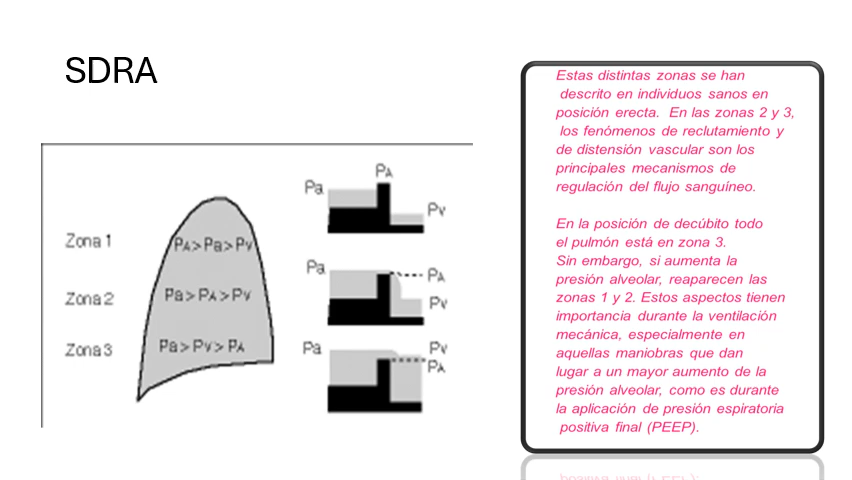 SDRA
Estas distintas zonas se han
descrito en individuos sanos en
posición erecta. En las zonas 2 y 3,
los fenómenos de reclutamiento y
de distensión vascular son los
principales mecanismos de
regulación del flujo sanguíneo.
En la posición de decúbito todo
el pulmón está en zona 3.
Sin embargo, si aumenta la
presión alveolar, reaparecen las
zonas 1 y 2. Estos aspectos tienen
importancia durante la ventilación
mecánica, especialmente en
aquellas maniobras que dan
lugar a un mayor aumento de la
presión alveolar, como es durante
la aplicación de presión espiratoria
positiva final (PEEP).
Zona 1
PA>Pa>Pv
Zona 2
Pa>PA>Pv
Zona 3
Pa>Pv>PA
Pa
PA
Pv
Pa
PA
Pv
Pa
Pv
PA